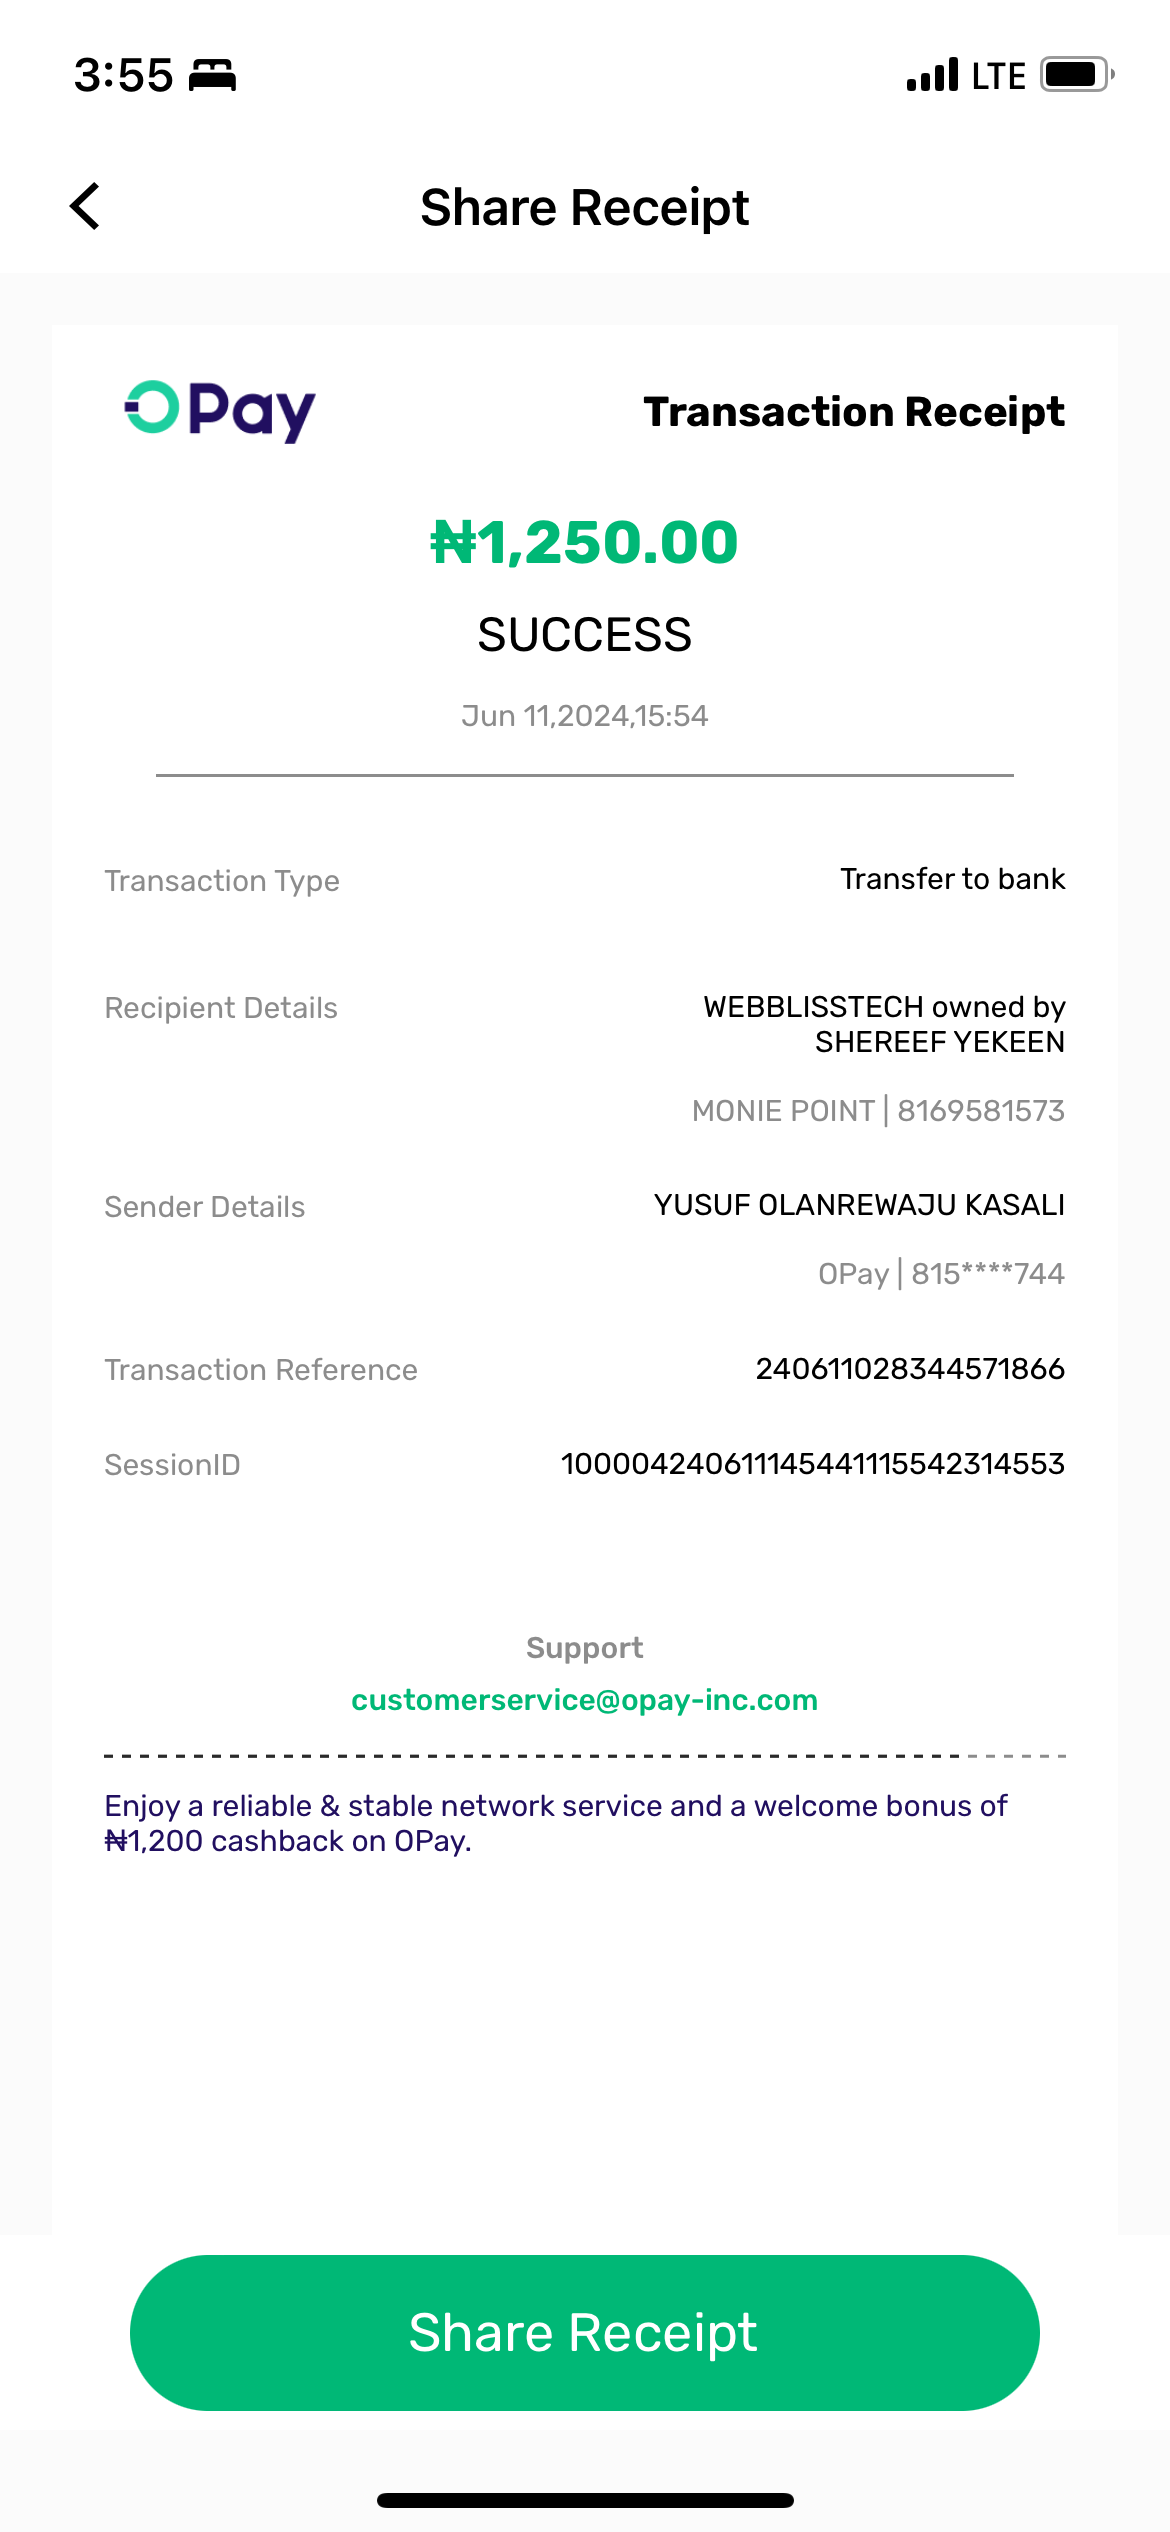 3:55
LTE
Share Receipt
OPay
Transaction Receipt
₦1,250.00
SUCCESS
Jun 11,2024,15:54
Transaction Type
Transfer to bank
Recipient Details
WEBBLISSTECH owned by
SHEREEF YEKEEN
MONIE POINT | 8169581573
Sender Details
YUSUF OLANREWAJU KASALI
OPay | 815****744
Transaction Reference
240611028344571866
SessionID
100004240611145441115542314553
Support
customerservice@opay-inc.com
Enjoy a reliable & stable network service and a welcome bonus of
₦1,200 cashback on OPay.
Share Receipt